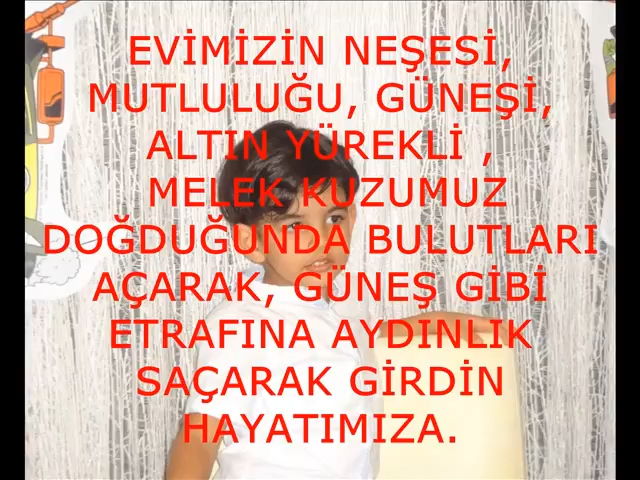 EVİMİZİN NEŞESİ,
MUTLULUĞU, GÜNEŞİ,
ALTIN YÜREKLİ ,
MELEK KUZUMUZ
DOĞDUĞUNDA BULUTLARI
AÇARAK, GÜNEŞ GİBİ
ETRAFINA AYDINLIK
SAÇARAK GİRDİN
HAYATIMIZA.